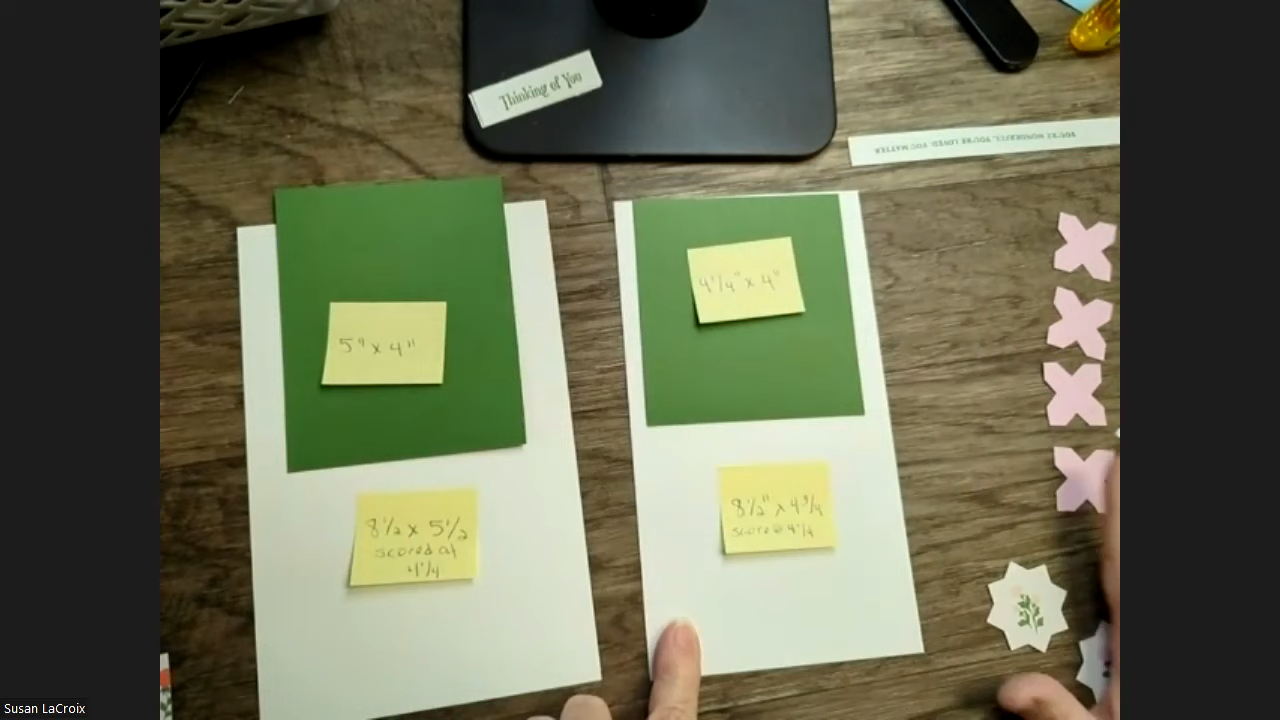 Thinking of You
YOU'RE WONDERFUL. YOU'RE LOVED. YOU MATTER
4 1/4" x 4"
5" x 4"
8 1/2 x 5 1/2
scored at
4 1/4
8 1/2" x 4 3/4
score @ 4 1/4
Susan LaCroix